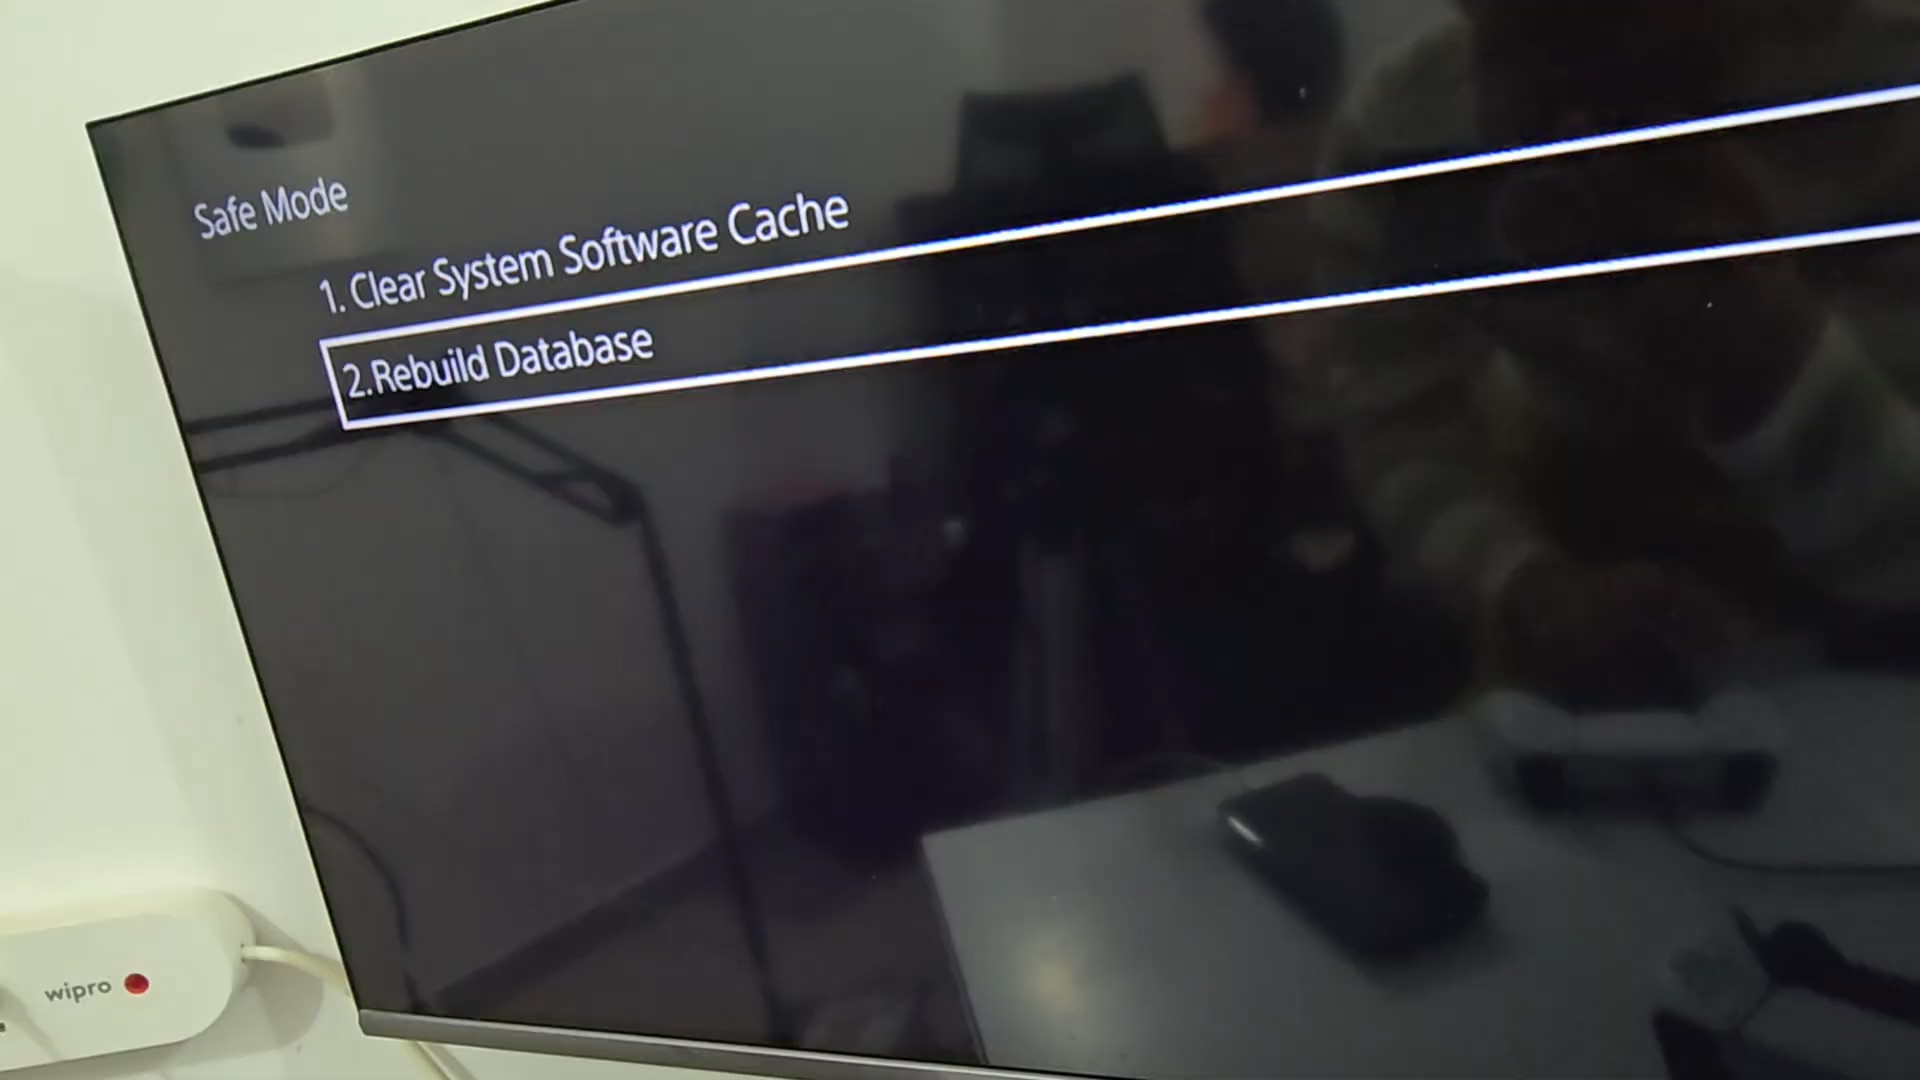 Safe Mode
1. Clear System Software Cache
2.Rebuild Database
wipro